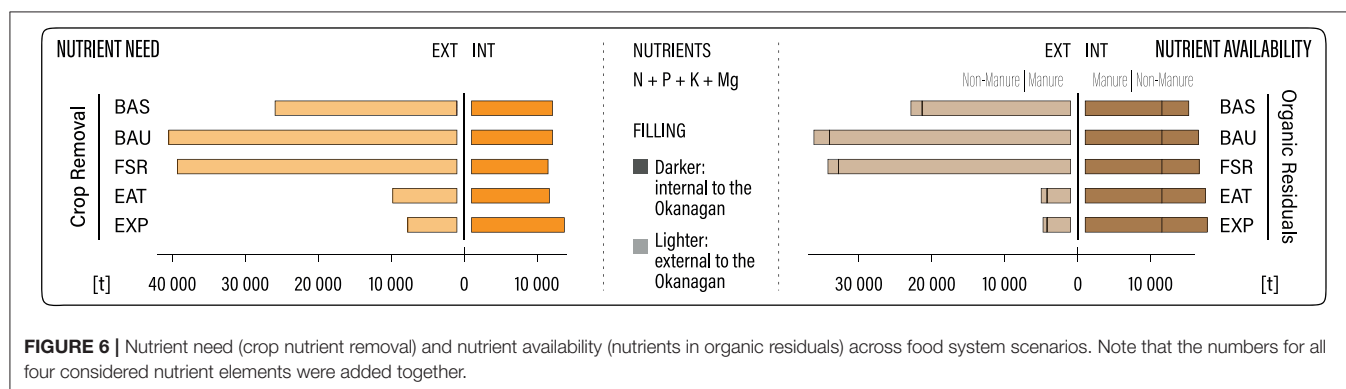 NUTRIENT NEED
EXT INT
Crop Removal
BAS
BAU
FSR
EAT
EXP
[t] 40 000 30 000 20 000 10 000 0 10 000
NUTRIENTS
N + P + K + Mg
FILLING
Darker:
internal to the
Okanagan
Lighter:
external to the
Okanagan
EXT INT
NUTRIENT AVAILABILITY
Non-Manure Manure Manure Non-Manure
BAS
BAU
FSR
EAT
EXP
Organic Residuals
30 000 20 000 10 000 0 10 000 [t]
FIGURE 6 | Nutrient need (crop nutrient removal) and nutrient availability (nutrients in organic residuals) across food system scenarios. Note that the numbers for all
four considered nutrient elements were added together.